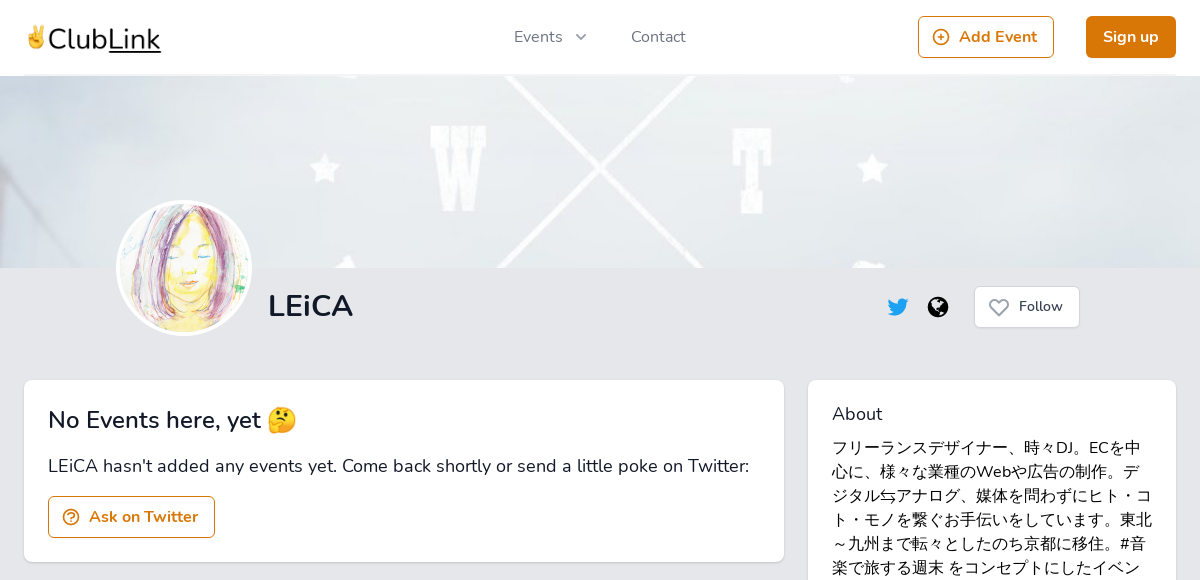 ✌️ClubLink
Events
Contact
Add Event
Sign up
W T
LEiCA
Follow
No Events here, yet 🤔
LEiCA hasn't added any events yet. Come back shortly or send a little poke on Twitter:
Ask on Twitter
About
フリーランスデザイナー、時々DJ。ECを中
心に、様々な業種のWebや広告の制作。デ
ジタル⇆アナログ、媒体を問わずにヒト・コ
ト・モノを繋ぐお手伝いをしています。東北
～九州まで転々としたのち京都に移住。#音
楽で旅する週末 をコンセプトにしたイベン